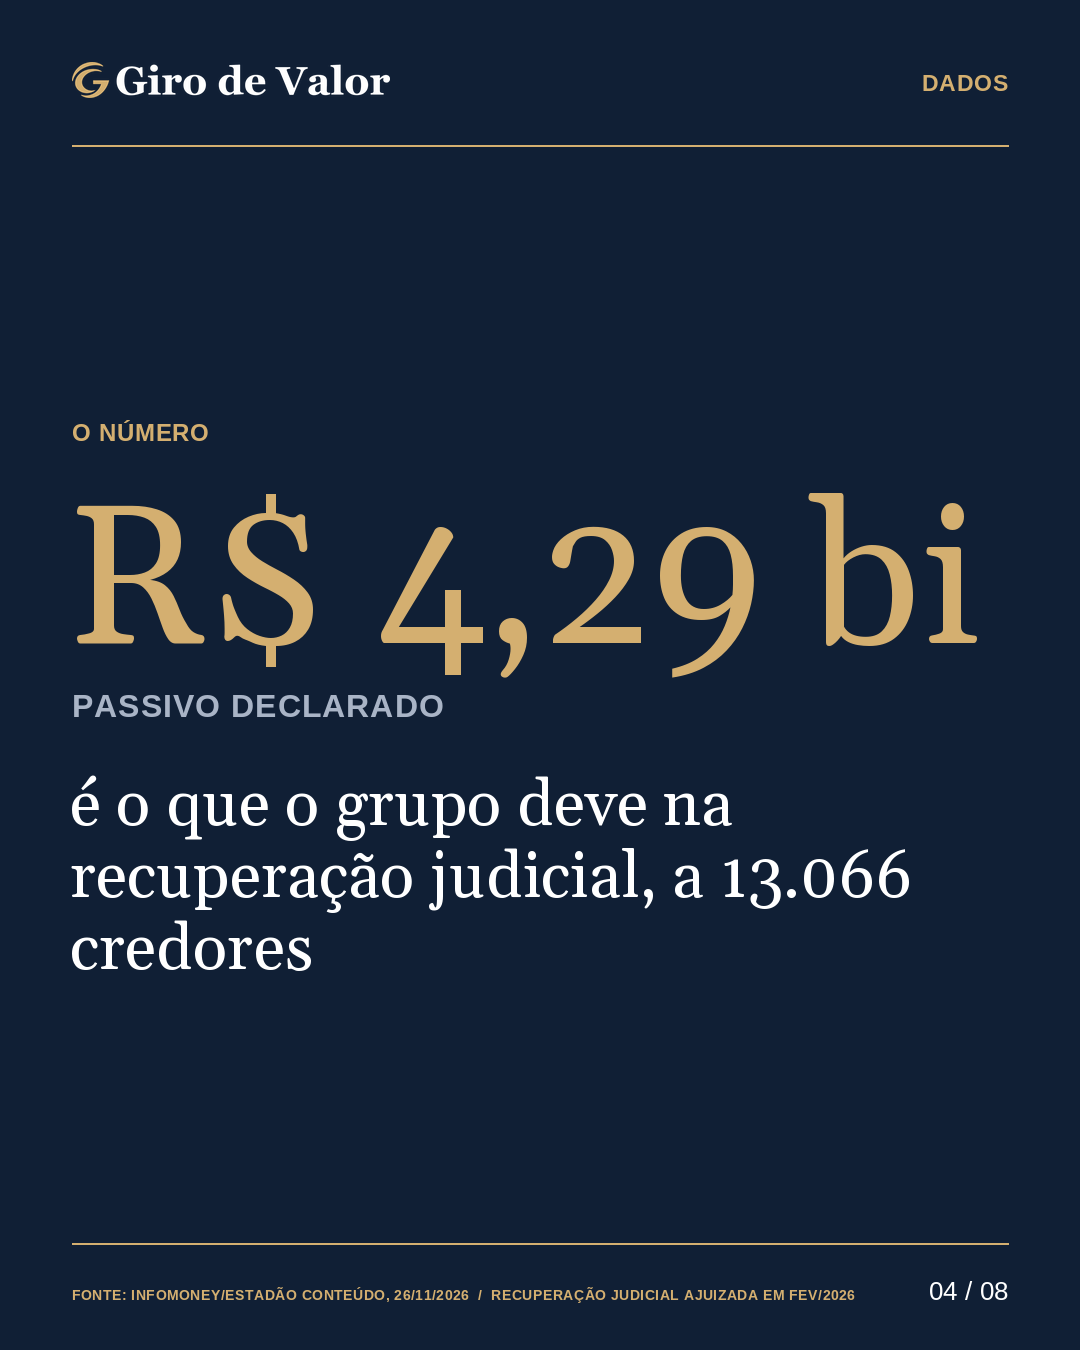 Giro de Valor
DADOS
O NÚMERO
R$ 4,29 bi
PASSIVO DECLARADO
é o que o grupo deve na
recuperação judicial, a 13.066
credores
FONTE: INFOMONEY/ESTADÃO CONTEÚDO, 26/11/2026 / RECUPERAÇÃO JUDICIAL AJUIZADA EM FEV/2026
04 / 08